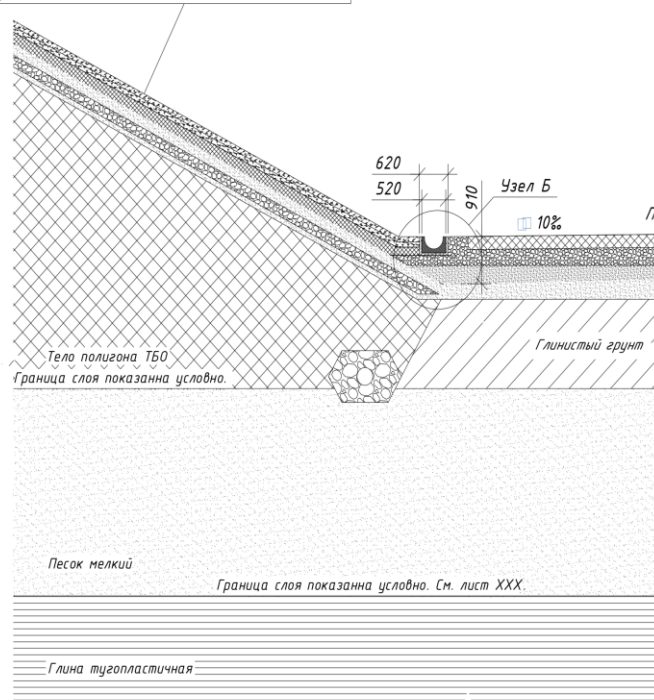 620
520
910
Узел Б
10‰
П
Тело полигона ТБО
Глинистый грунт
Граница слоя показанна условно.
Песок мелкий
Граница слоя показанна условно. См. лист XXX.
Глина тугопластичная